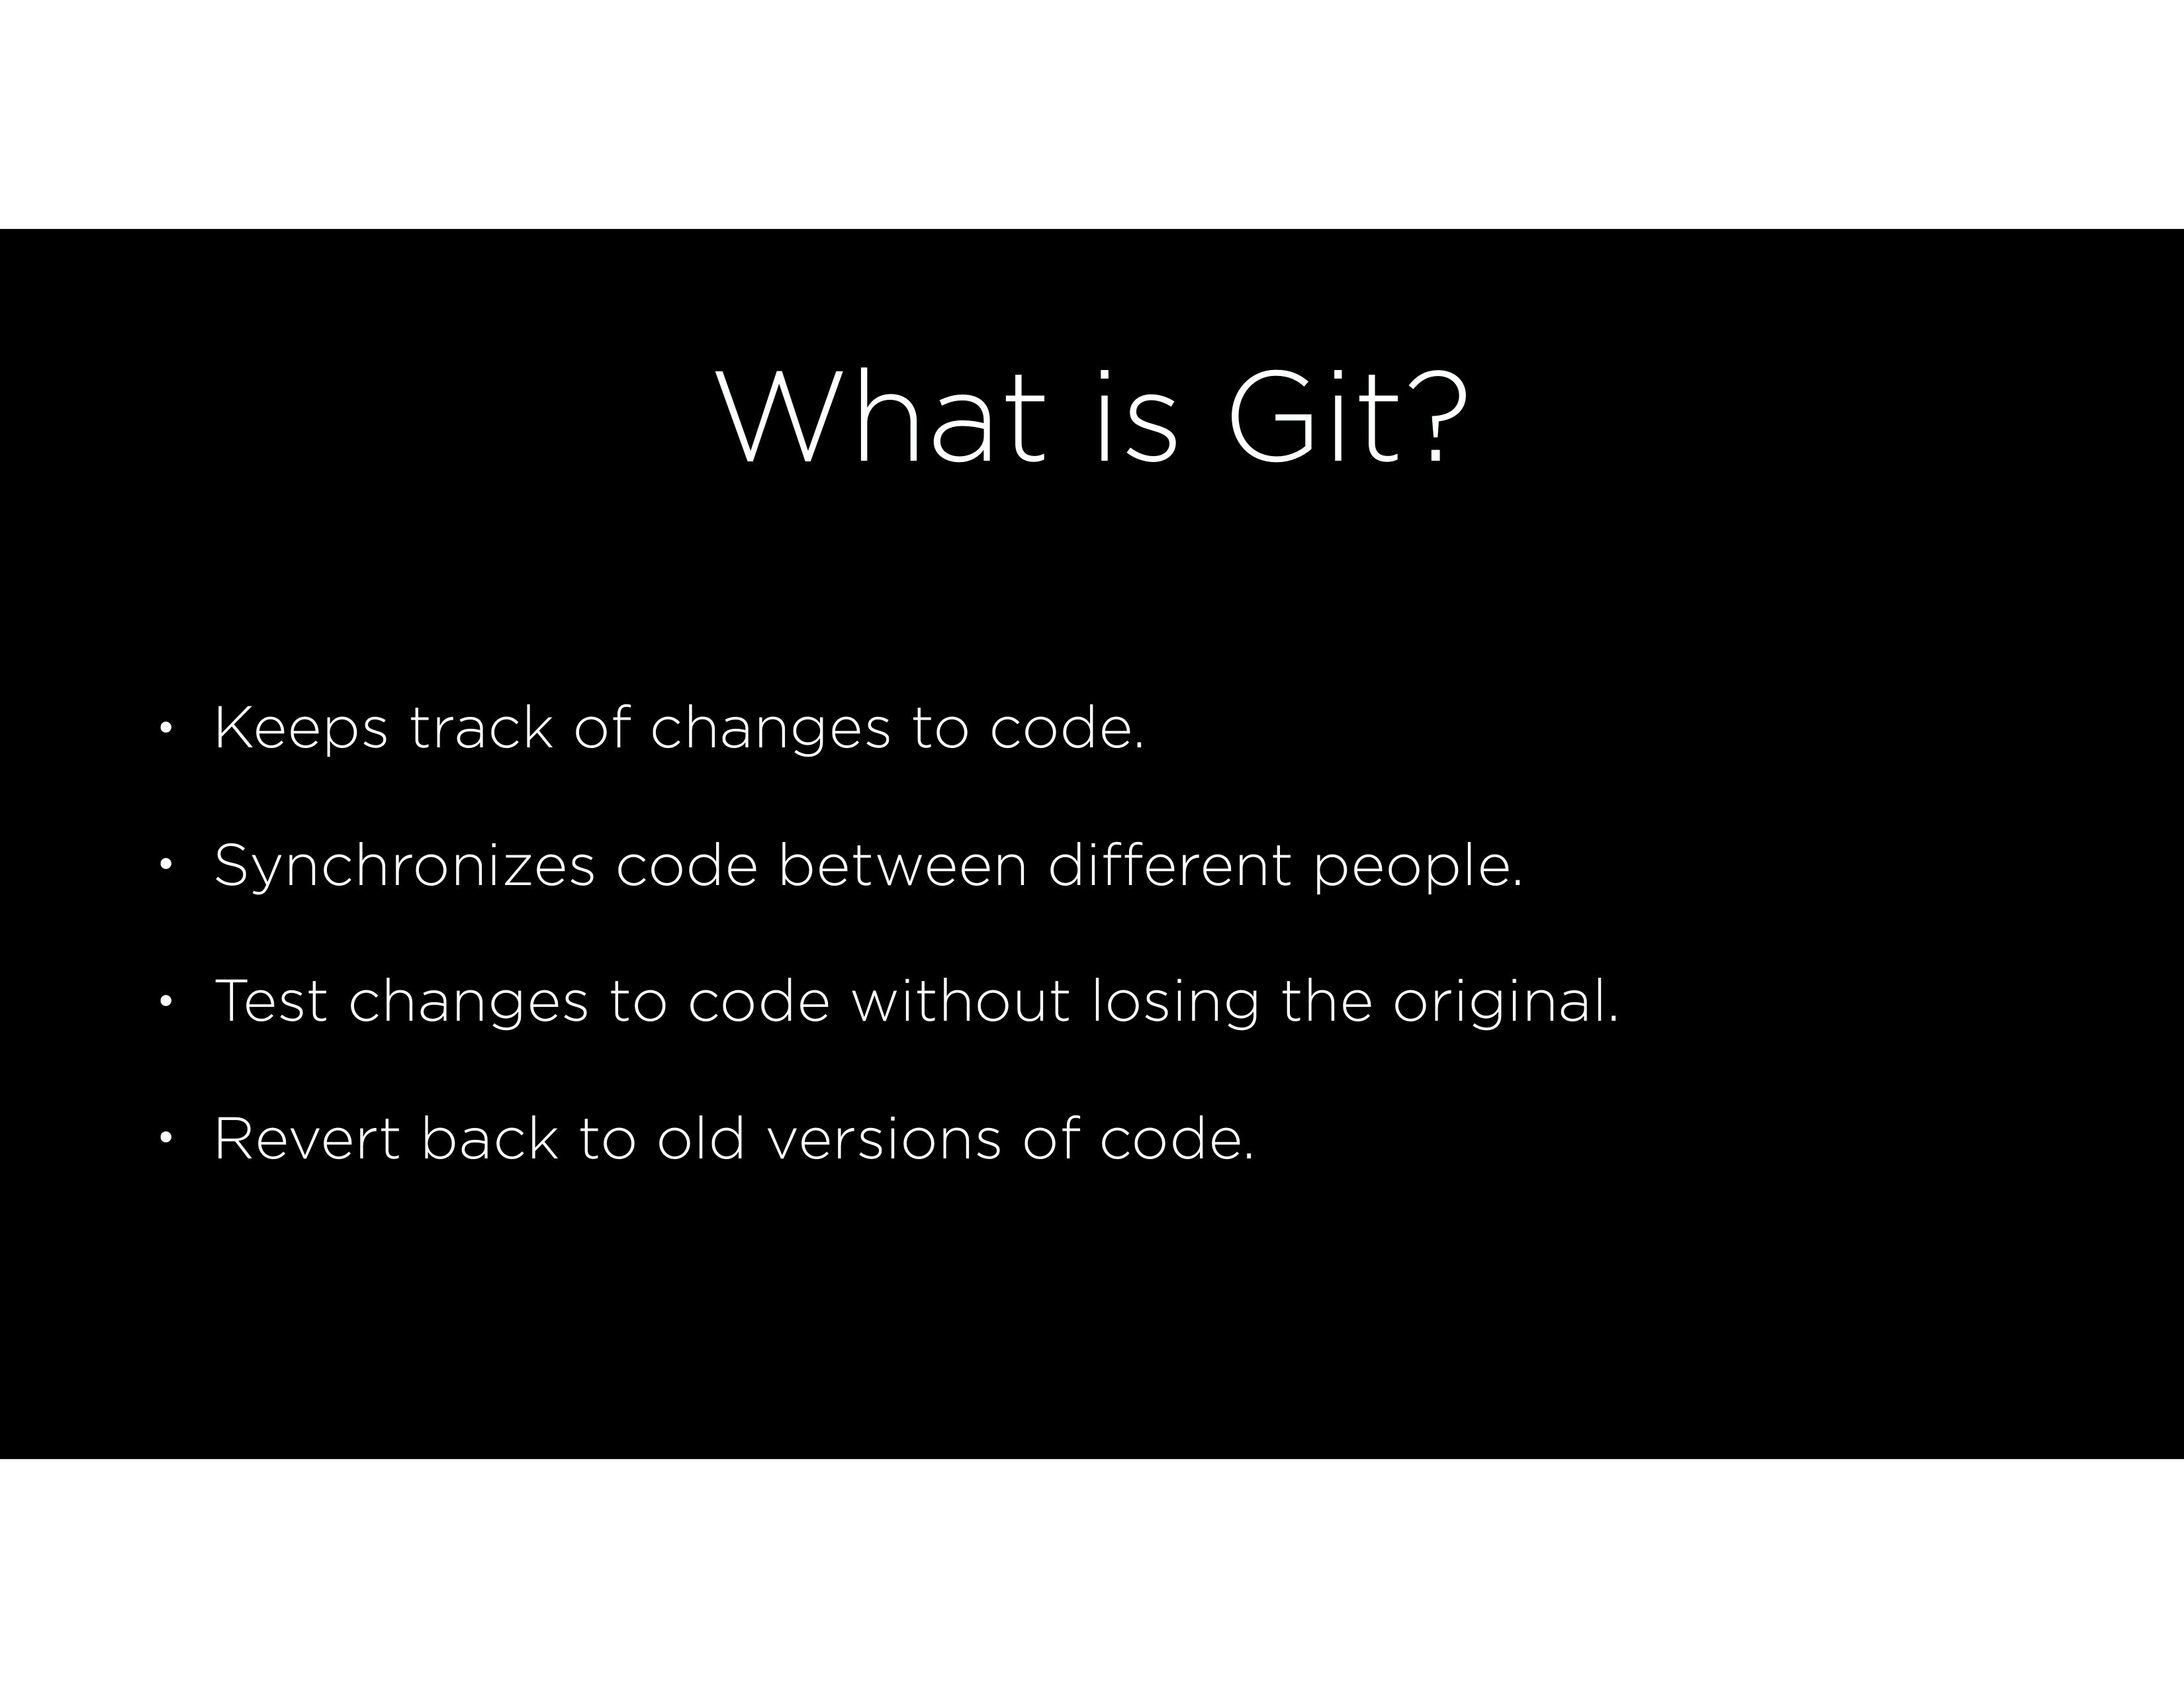 What is Git?
• Keeps track of changes to code.
• Synchronizes code between different people.
• Test changes to code without losing the original.
• Revert back to old versions of code.